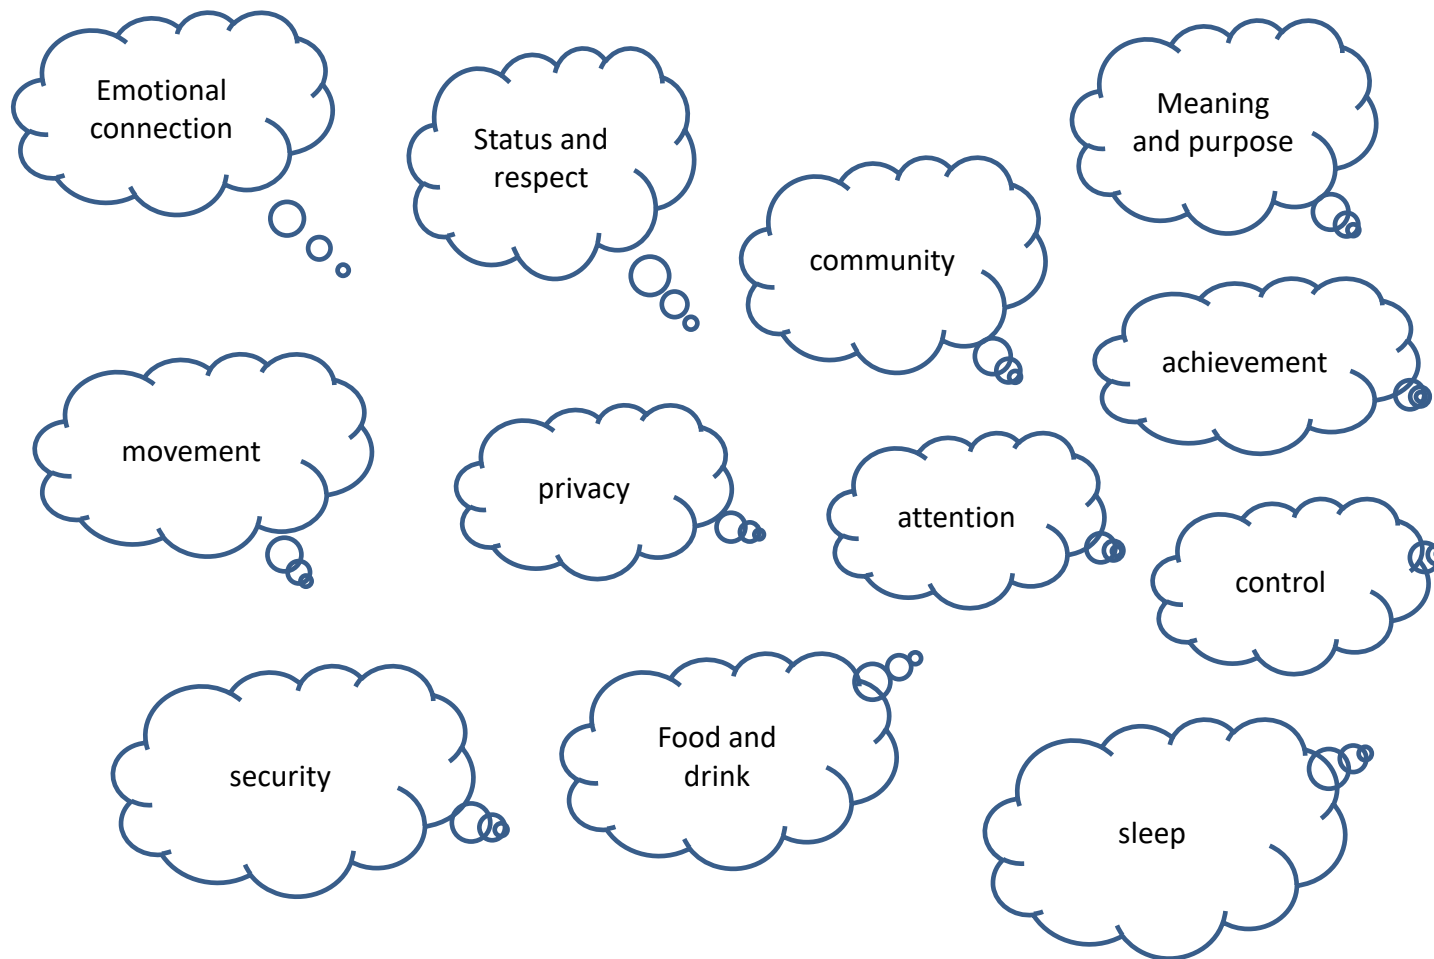 Emotional
connection
Status and
respect
Meaning
and purpose
community
achievement
movement
privacy
attention
control
security
Food and
drink
sleep